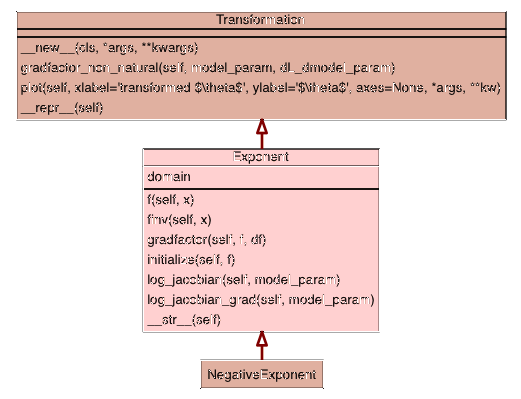 Transformation
__new__(cls, *args, **kwargs)
gradfactor_non_natural(self, model_param, dL_dmodel_param)
plot(self, xlabel='transformed $\theta$', ylabel='$\theta$', axes=None, *args, **kw)
__repr__(self)
Exponent
domain
f(self, x)
finv(self, x)
gradfactor(self, f, df)
initialize(self, f)
log_jacobian(self, model_param)
log_jacobian_grad(self, model_param)
__str__(self)
NegativeExponent